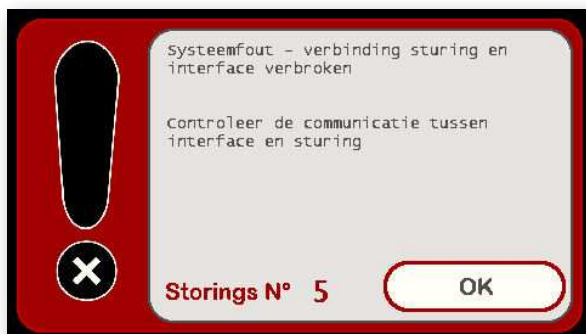 Systeemfout - verbinding sturing en
interface verbroken
Controleer de communicatie tussen
interface en sturing
Storings N° 5
OK